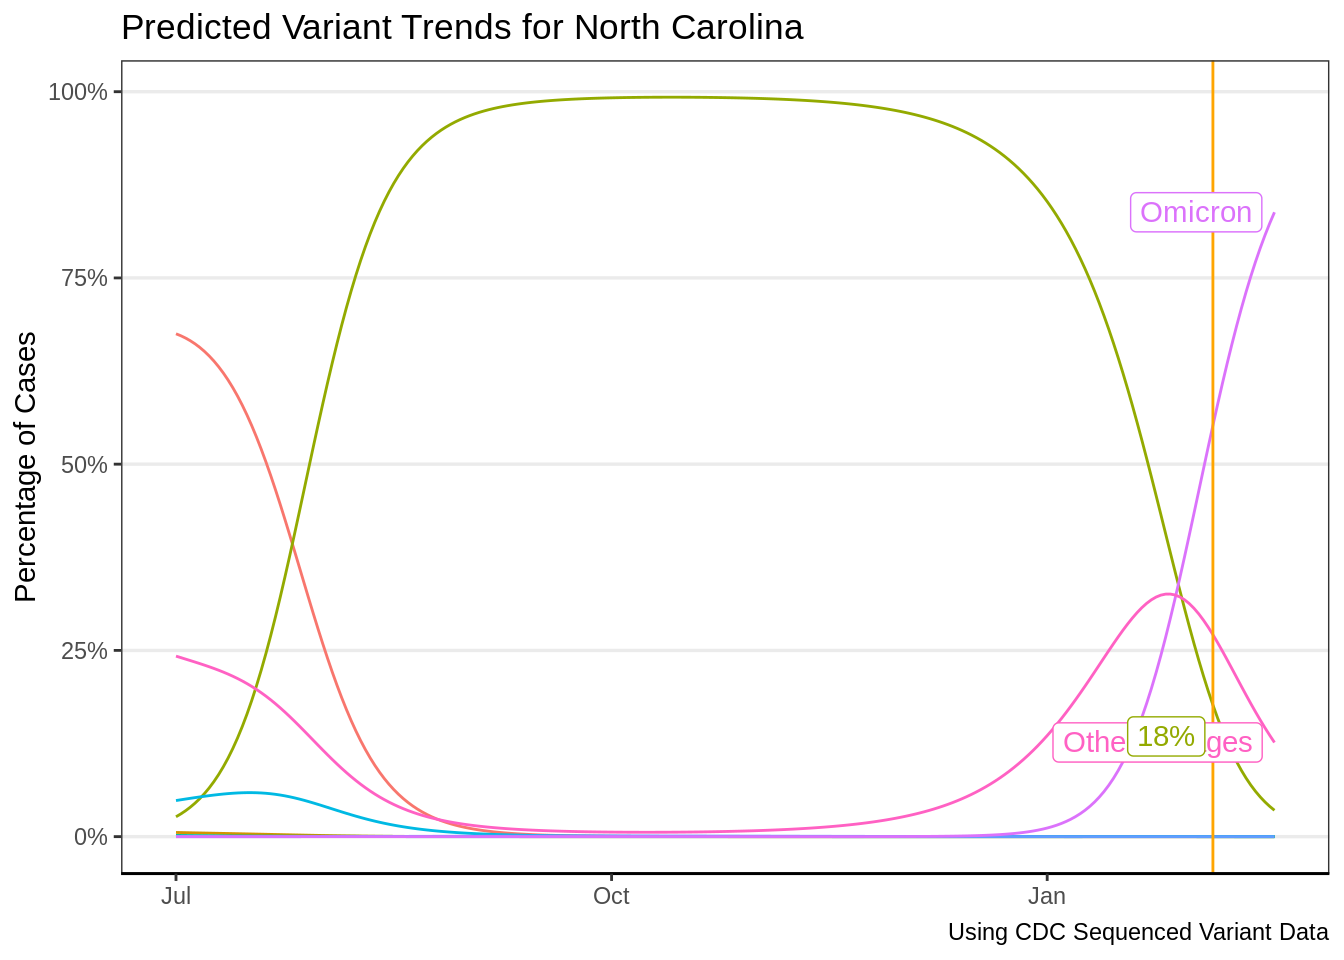 Predicted Variant Trends for North Carolina
Percentage of Cases
100%
75%
50%
25%
0%
Omicron
18%
Jul
Oct
Jan
Using CDC Sequenced Variant Data